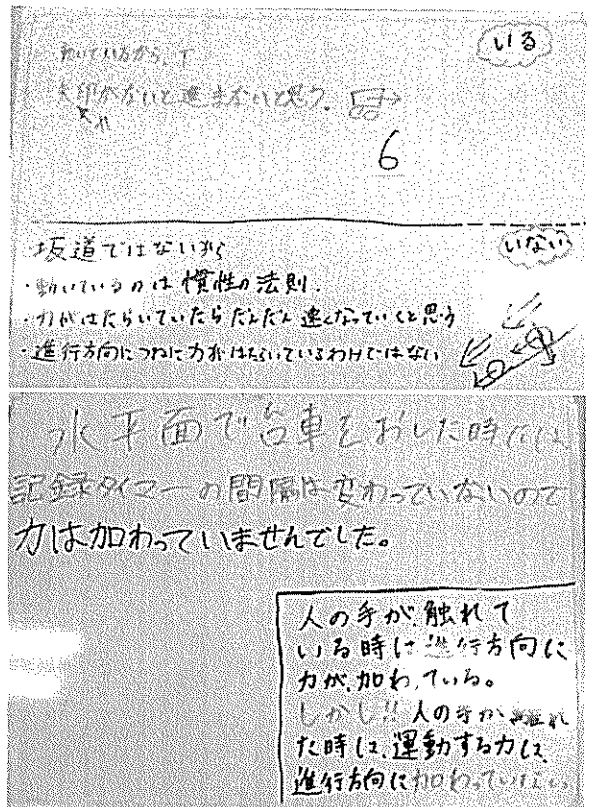 動いているから、
いる
矢印がないと進まないと思う。
6
坂道ではないから
いない
・動いているのは慣性の法則.
・力がはたらいていたらだんだん速くなっていくと思う
・進行方向につねに力がはたらいているわけではない
水平面で台車をおした時には
記録タイマーの間隔は変わっていないので
力は加わっていませんでした。
人の手が、触れて
いる時は進行方向に
力が、加わっている。
しかし!!人の手が離れ
た時は、運動する力は、
進行方向に加わっていない。